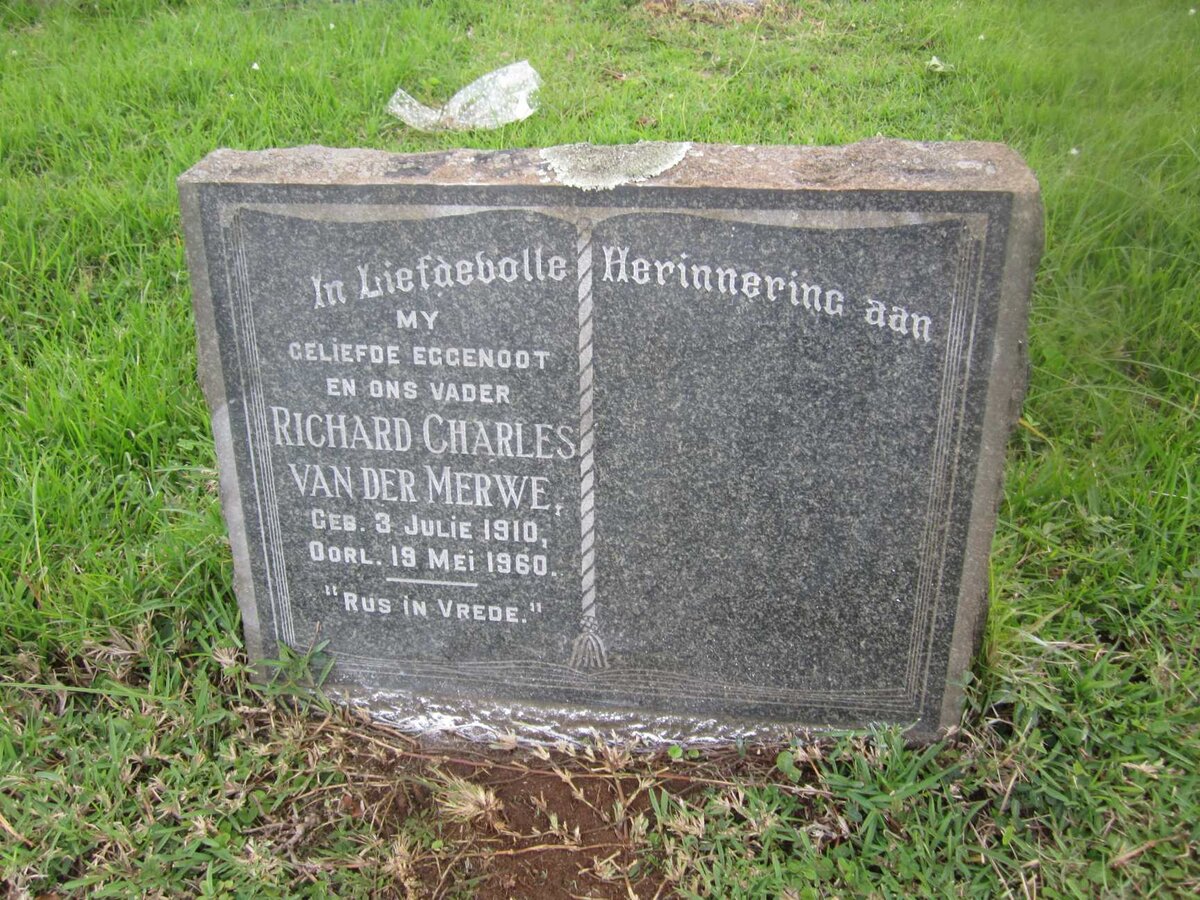 In Liefdevolle Herinnering aan
MY
GELIEFDE EGGENOOT
EN ONS VADER
RICHARD CHARLES
VAN DER MERWE,
GEB. 3 JULIE 1910,
OORL. 19 MEI 1960.
"RUS IN VREDE."